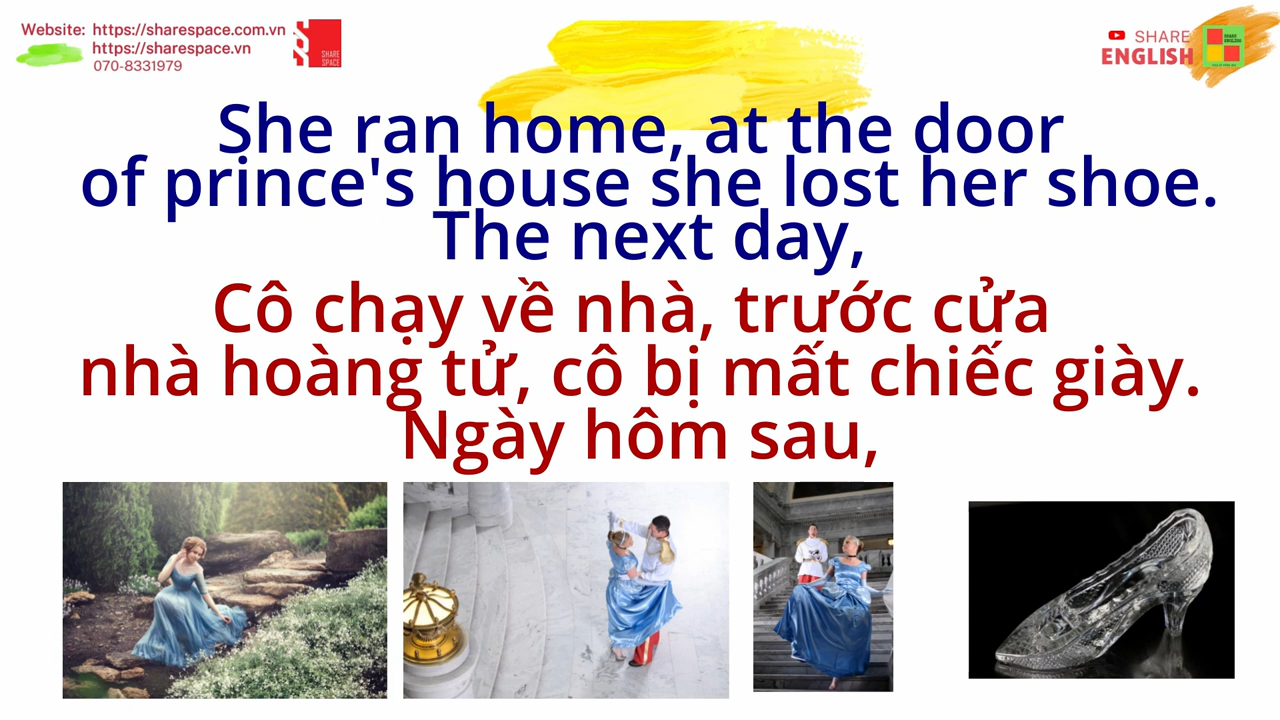 Website: https://sharespace.com.vn
https://sharespace.vn
070-8331979
SHARE
SPACE
SHARE
ENGLISH
She ran home, at the door
of prince's house she lost her shoe.
The next day,
Cô chạy về nhà, trước cửa
nhà hoàng tử, cô bị mất chiếc giày.
Ngày hôm sau,